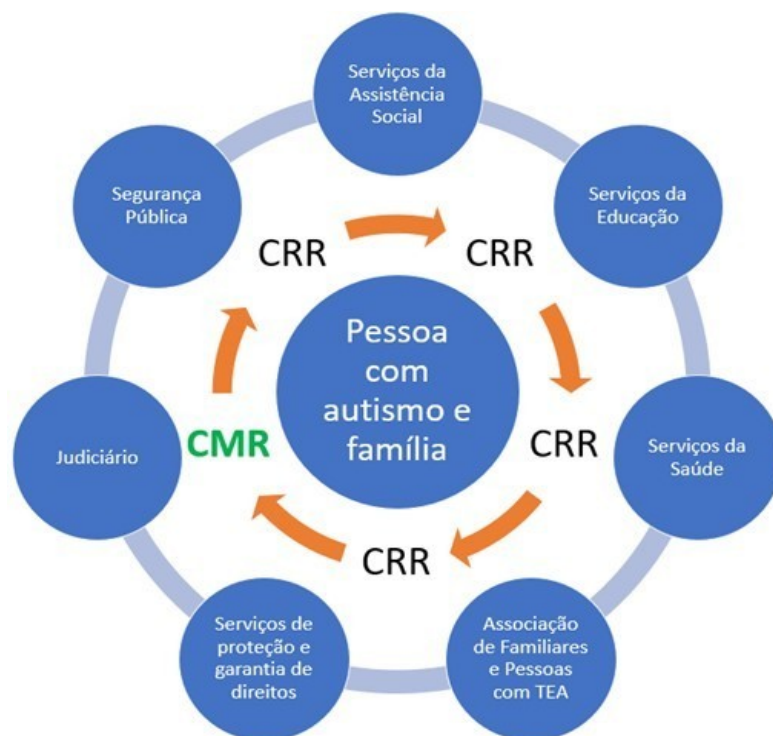 Serviços da
Assistência
Social
Segurança
Pública
Serviços da
Educação
CRR
CRR
Pessoa
com
autismo e
família
CMR
CRR
Judiciário
Serviços da
Saúde
CRR
Serviços de
proteção e
garantia de
direitos
Associação
de Familiares
e Pessoas
com TEA